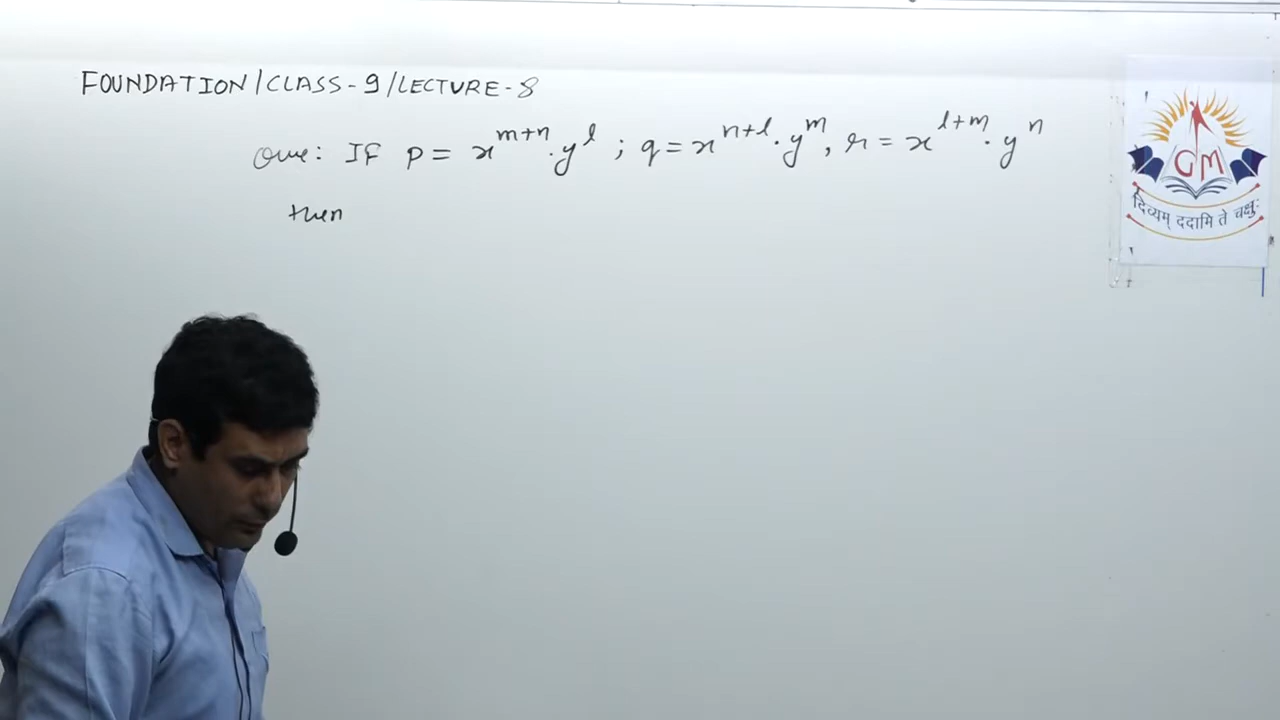 FOUNDATION/CLASS-9/LECTURE-8
Que: IF p = x^{m+n}.y^l ; q = x^{n+l}.y^m, r = x^{l+m}.y^n
then
GM
दिव्यम् ददामि ते चक्षुः